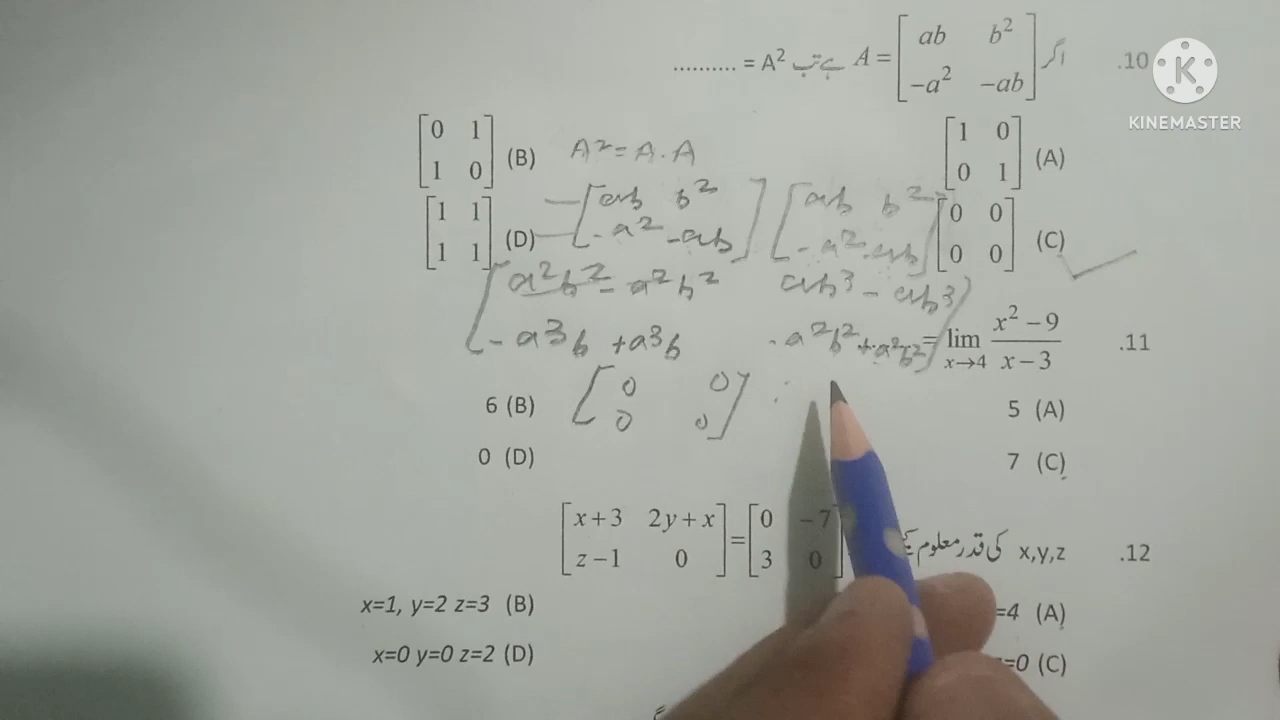 .10 اگر A = [ab b²; -a² -ab] ہے تب A² = ..........
KINEMASTER
(A) [1 0; 0 1] (B) [0 1; 1 0]
A² = A . A
(C) [0 0; 0 0] (D) [1 1; 1 1]
[ab b²; -a² -ab] [ab b²; -a² -ab]
[a²b² - a²b² ab³ - ab³; -a³b + a³b -a²b² + a²b²]
[0 0; 0 0]
.11 lim x→4 (x² - 9)/(x - 3) =
(A) 5 (B) 6
(C) 7 (D) 0
.12 x,y,z کی قدر معلوم [x+3 2y+x; z-1 0] = [0 -7; 3 0]
(A) =4 (B) x=1, y=2 z=3
(C) =0 (D) x=0 y=0 z=2